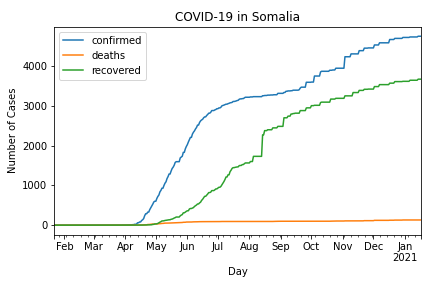 COVID-19 in Somalia
confirmed
deaths
recovered
Number of Cases
4000
3000
2000
1000
0
Feb Mar Apr May Jun Jul Aug Sep Oct Nov Dec Jan
2021
Day